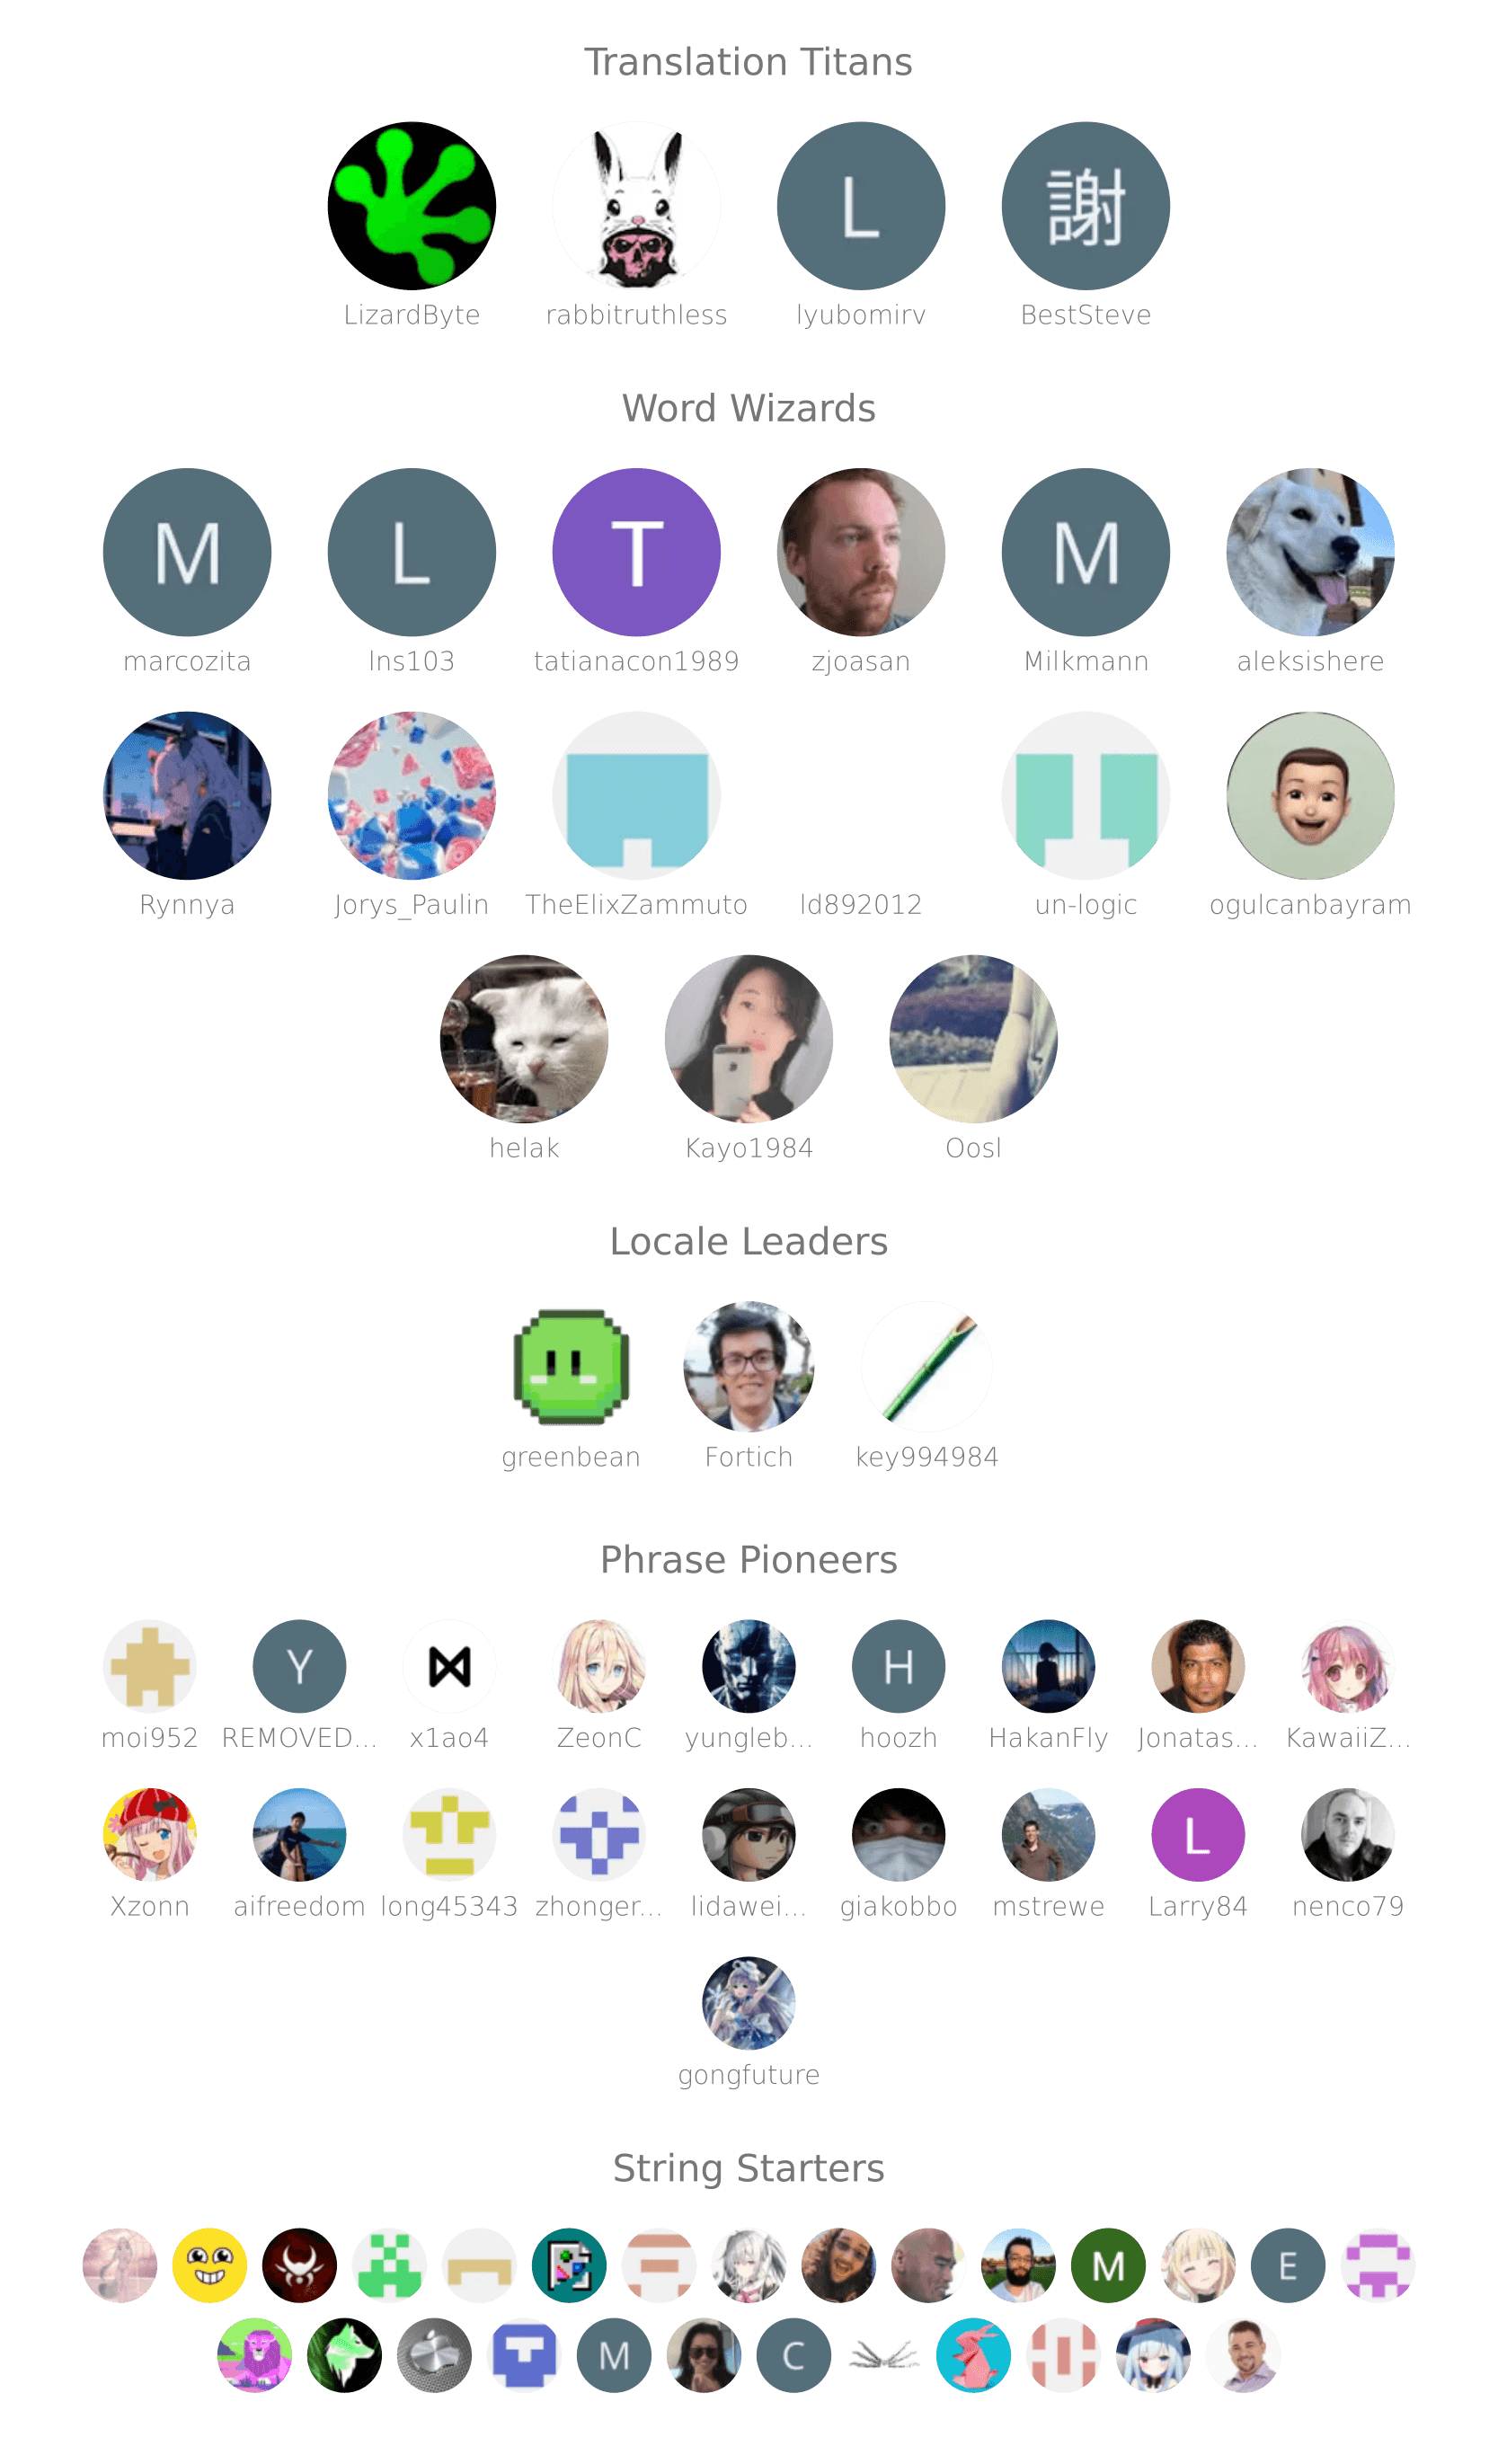 Translation Titans
L 謝
LizardByte rabbitruthless lyubomirv BestSteve
Word Wizards
M L T M
marcozita lns103 tatianacon1989 zjoasan Milkmann aleksishere
Rynnya Jorys_Paulin TheElixZammuto ld892012 un-logic ogulcanbayram
helak Kayo1984 Oosl
Locale Leaders
greenbean Fortich key994984
Phrase Pioneers
Y H
moi952 REMOVED... x1ao4 ZeonC yungleb... hoozh HakanFly Jonatas... KawaiiZ...
L
Xzonn aifreedom long45343 zhonger... lidawei... giakobbo mstrewe Larry84 nenco79
gongfuture
String Starters
M E
M C